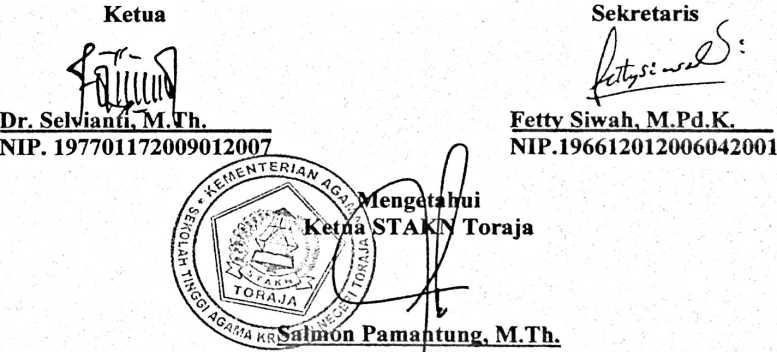 Ketua
Sekretaris
Dr. Selvianti, M.Th.
Fetty Siwah, M.Pd.K.
NIP. 197701172009012007
NIP.196612012006042001
Mengetahui
Ketua STAKN Toraja
KEMENTERIAN AGAMA
SEKOLAH TINGGI AGAMA KR NEGERI TORAJA
STAKN
TORAJA
Salmon Pamantung, M.Th.